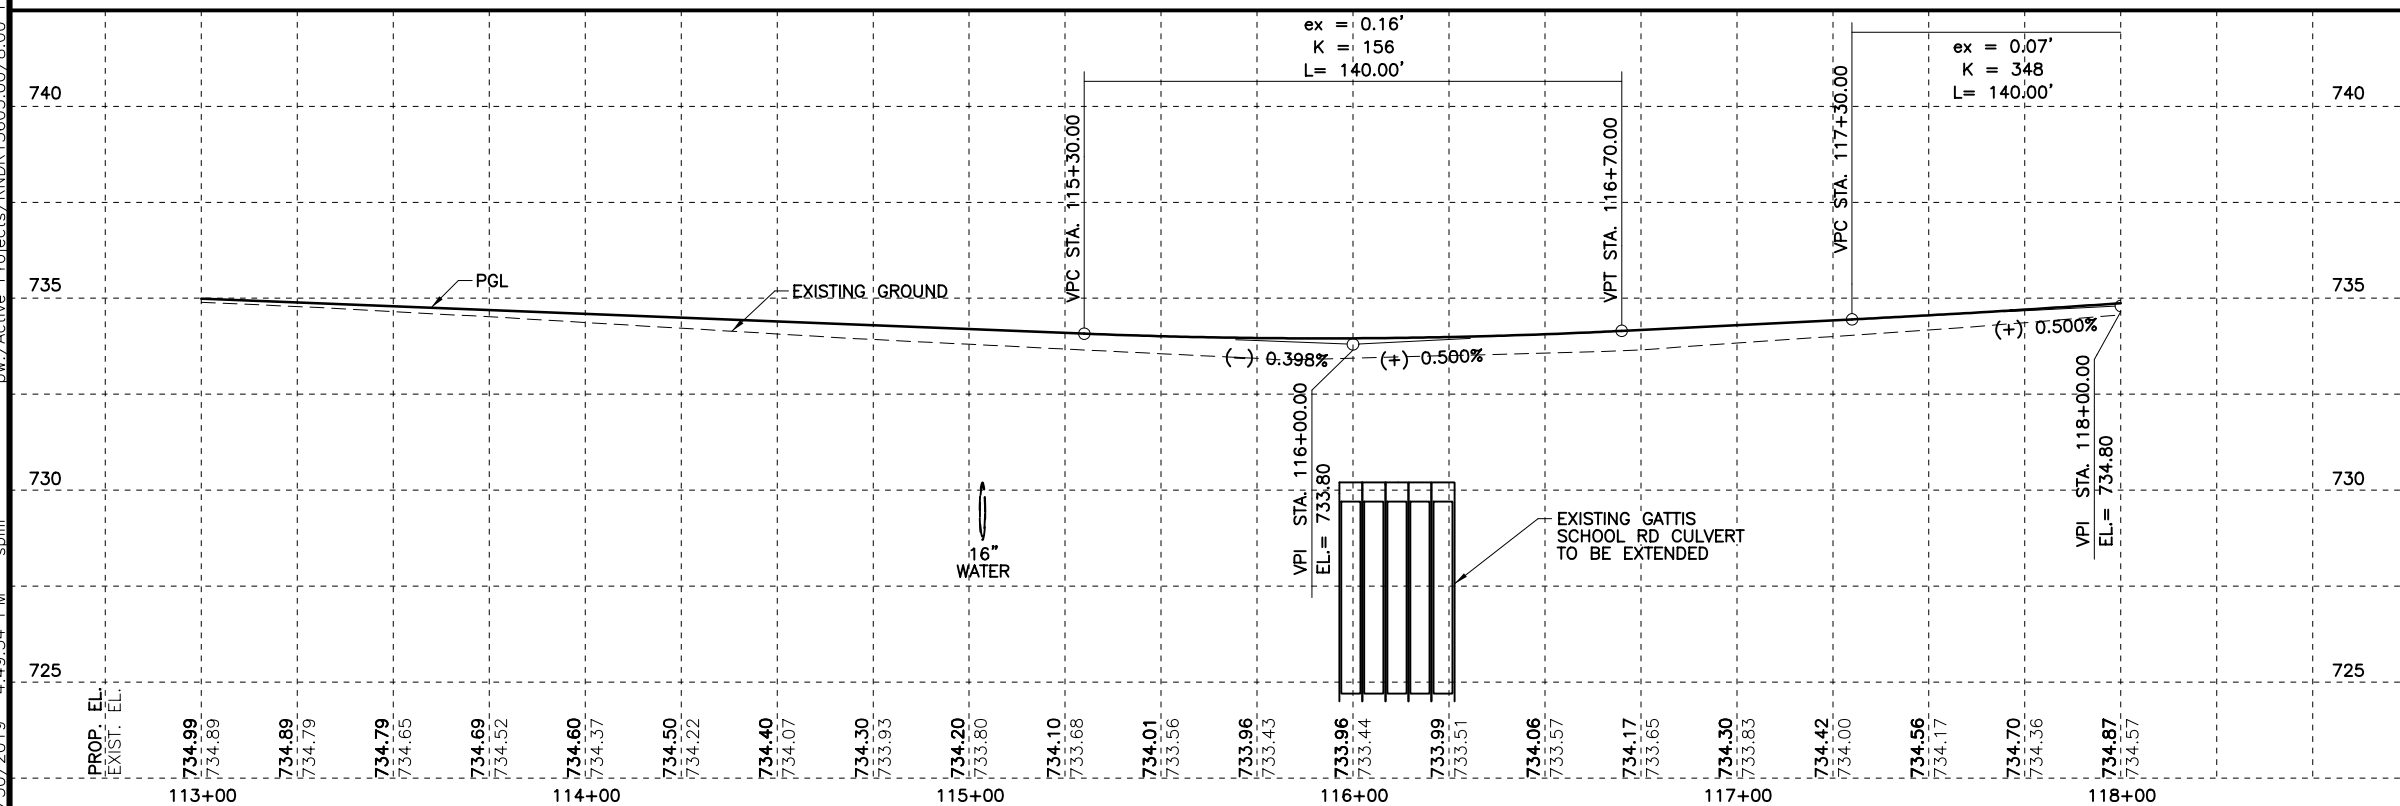 ex = 0.16'
K = 156
L= 140.00'
ex = 0.07'
K = 348
L= 140.00'
740
740
VPC STA. 115+30.00
VPT STA. 116+70.00
VPC STA. 117+30.00
735
PGL
EXISTING GROUND
735
(-) 0.398%
(+) 0.500%
(+) 0.500%
VPI STA. 116+00.00
EL.= 733.80
VPI STA. 118+00.00
EL.= 734.80
730
730
16"
WATER
EXISTING GATTIS
SCHOOL RD CULVERT
TO BE EXTENDED
725
725
PROP. EL.
EXIST. EL.
734.99
734.89
734.89
734.79
734.79
734.65
734.69
734.52
734.60
734.37
734.50
734.22
734.40
734.07
734.30
733.93
734.20
733.80
734.10
733.68
734.01
733.56
733.96
733.43
733.96
733.44
733.99
733.51
734.06
733.57
734.17
733.65
734.30
733.83
734.42
734.00
734.56
734.17
734.70
734.36
734.87
734.57
113+00
114+00
115+00
116+00
117+00
118+00